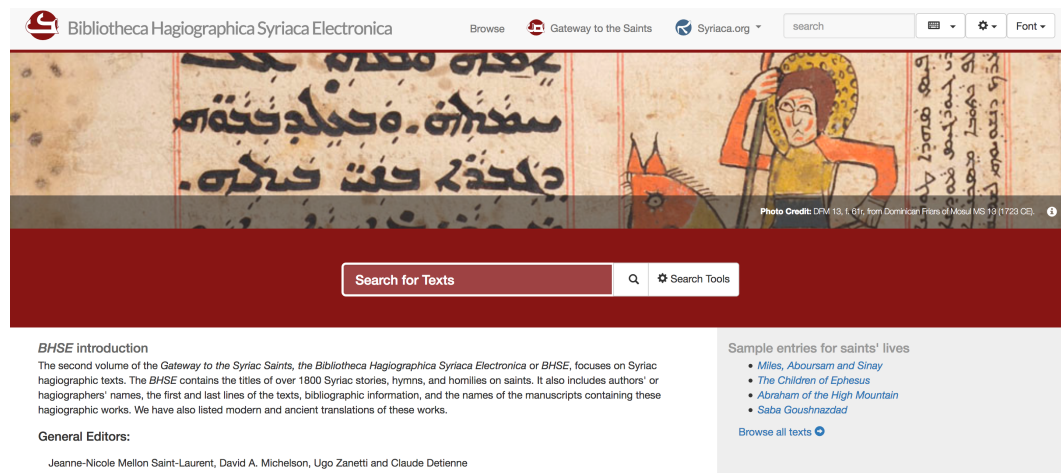 Bibliotheca Hagiographica Syriaca Electronica
Browse
Gateway to the Saints
Syriaca.org
search
Font
Photo Credit: DFM 13, f. 61r, from Dominican Friars of Mosul MS 13 (1723 CE).
Search for Texts
Search Tools
BHSE introduction
The second volume of the Gateway to the Syriac Saints, the Bibliotheca Hagiographica Syriaca Electronica or BHSE, focuses on Syriac
hagiographic texts. The BHSE contains the titles of over 1800 Syriac stories, hymns, and homilies on saints. It also includes authors' or
hagiographers' names, the first and last lines of the texts, bibliographic information, and the names of the manuscripts containing these
hagiographic works. We have also listed modern and ancient translations of these works.
General Editors:
Jeanne-Nicole Mellon Saint-Laurent, David A. Michelson, Ugo Zanetti and Claude Detienne
Sample entries for saints' lives
Miles, Aboursam and Sinay
The Children of Ephesus
Abraham of the High Mountain
Saba Goushnazdad
Browse all texts